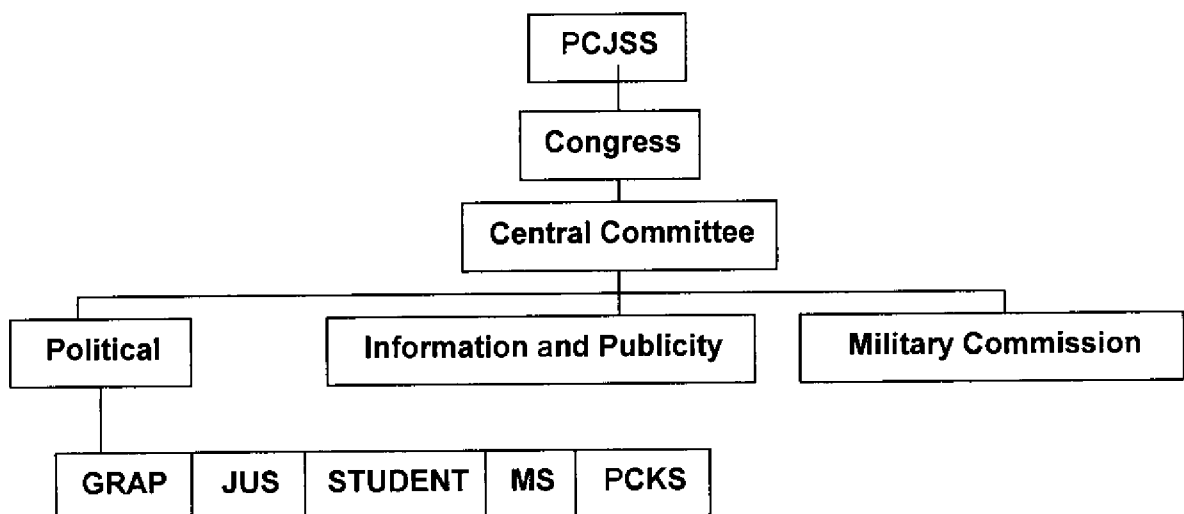 PCJSS
Congress
Central Committee
Political
Information and Publicity
Military Commission
GRAP JUS STUDENT MS PCKS